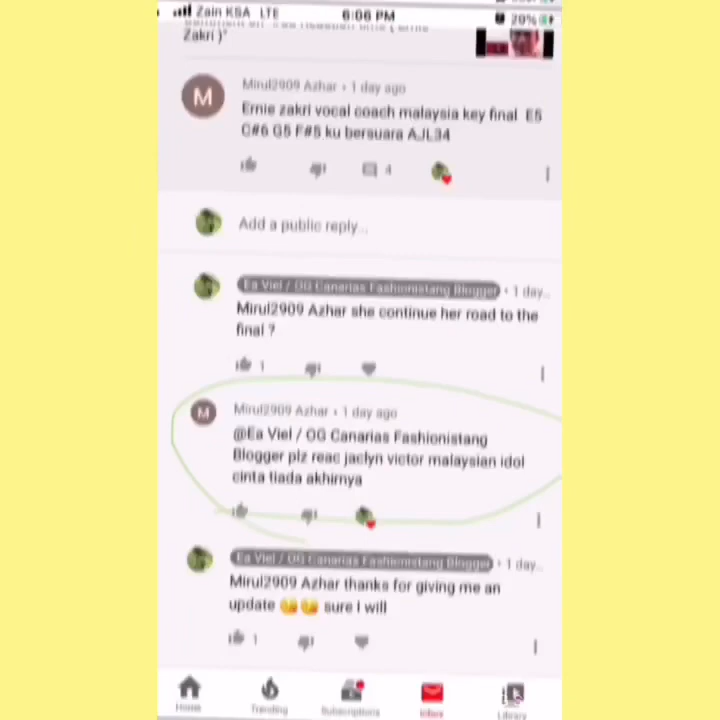 Zain KSA LTE 6:06 PM 29%
Zakri )"
Mirul2909 Azhar • 1 day ago
Ernie zakri vocal coach malaysia key final E5
C#6 G5 F#5 ku bersuara AJL34
4
Add a public reply...
Ea Viel / OG Canarias Fashionistang Blogger • 1 day...
Mirul2909 Azhar she continue her road to the
final ?
1
M
Mirul2909 Azhar • 1 day ago
@Ea Viel / OG Canarias Fashionistang
Blogger plz reac jaclyn victor malaysian idol
cinta tiada akhirnya
Ea Viel / OG Canarias Fashionistang Blogger • 1 day...
Mirul2909 Azhar thanks for giving me an
update 😘😘 sure i will
1
Home Trending Subscriptions Inbox Library